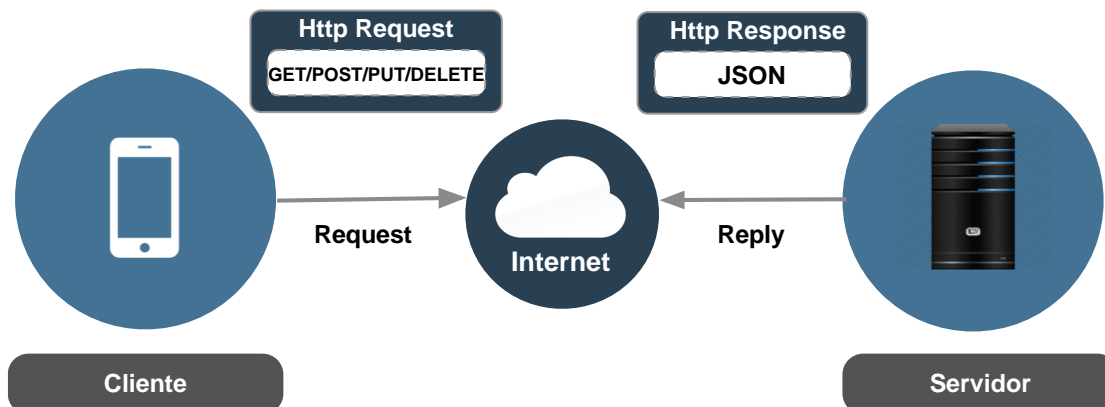 Http Request
GET/POST/PUT/DELETE
Http Response
JSON
Request
Internet
Reply
Cliente
Servidor